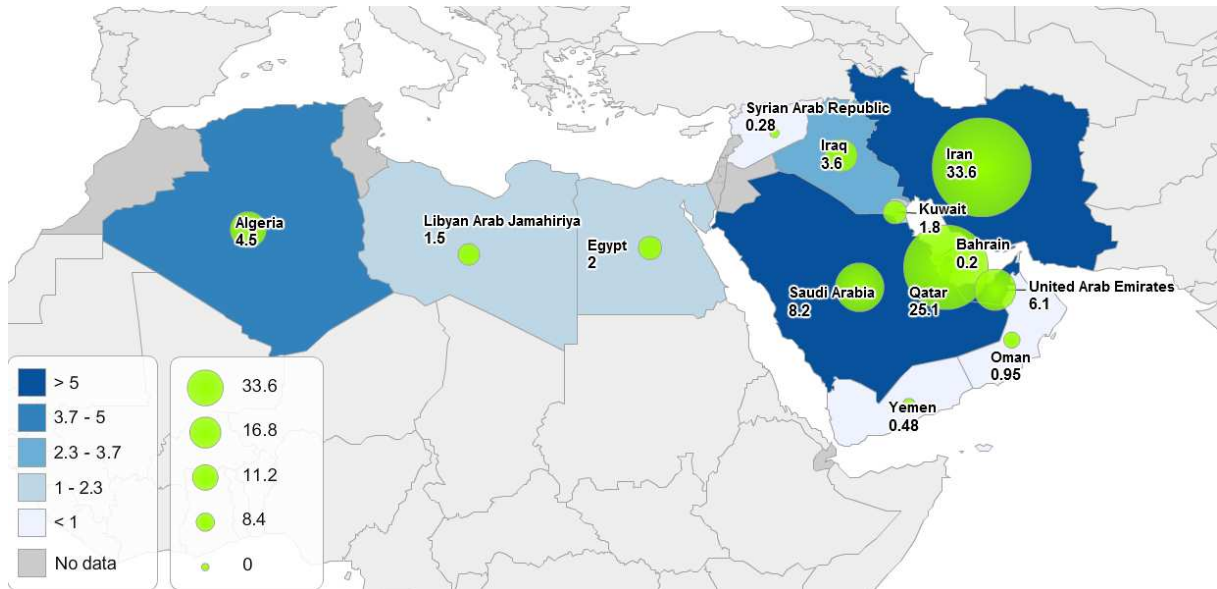 Syrian Arab Republic
0.28
Iraq
3.6
Iran
33.6
Kuwait
1.8
Algeria
4.5
Libyan Arab Jamahiriya
1.5
Egypt
2
Bahrain
0.2
Saudi Arabia
8.2
Qatar
25.1
United Arab Emirates
6.1
Oman
0.95
Yemen
0.48
> 5
3.7 - 5
2.3 - 3.7
1 - 2.3
< 1
No data
33.6
16.8
11.2
8.4
0